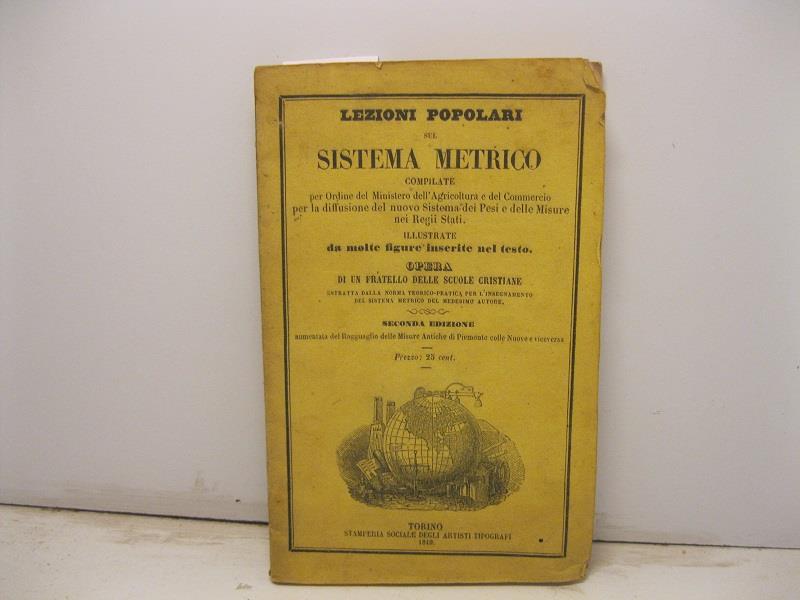 LEZIONI POPOLARI
SUL
SISTEMA METRICO
COMPILATE
per Ordine del Ministero dell'Agricoltura e del Commercio
per la diffusione del nuovo Sistema dei Pesi e delle Misure
nei Regii Stati.
ILLUSTRATE
da molte figure inserite nel testo.
OPERA
DI UN FRATELLO DELLE SCUOLE CRISTIANE
ESTRATTA DALLA NORMA TEORICO-PRATICA PER L'INSEGNAMENTO
DEL SISTEMA METRICO DEL MEDESIMO AUTORE.
SECONDA EDIZIONE
aumentata del Ragguaglio delle Misure Antiche di Piemonte colle Nuove e viceversa
Prezzo: 25 cent.
TORINO
STAMPERIA SOCIALE DEGLI ARTISTI TIPOGRAFI
1849.